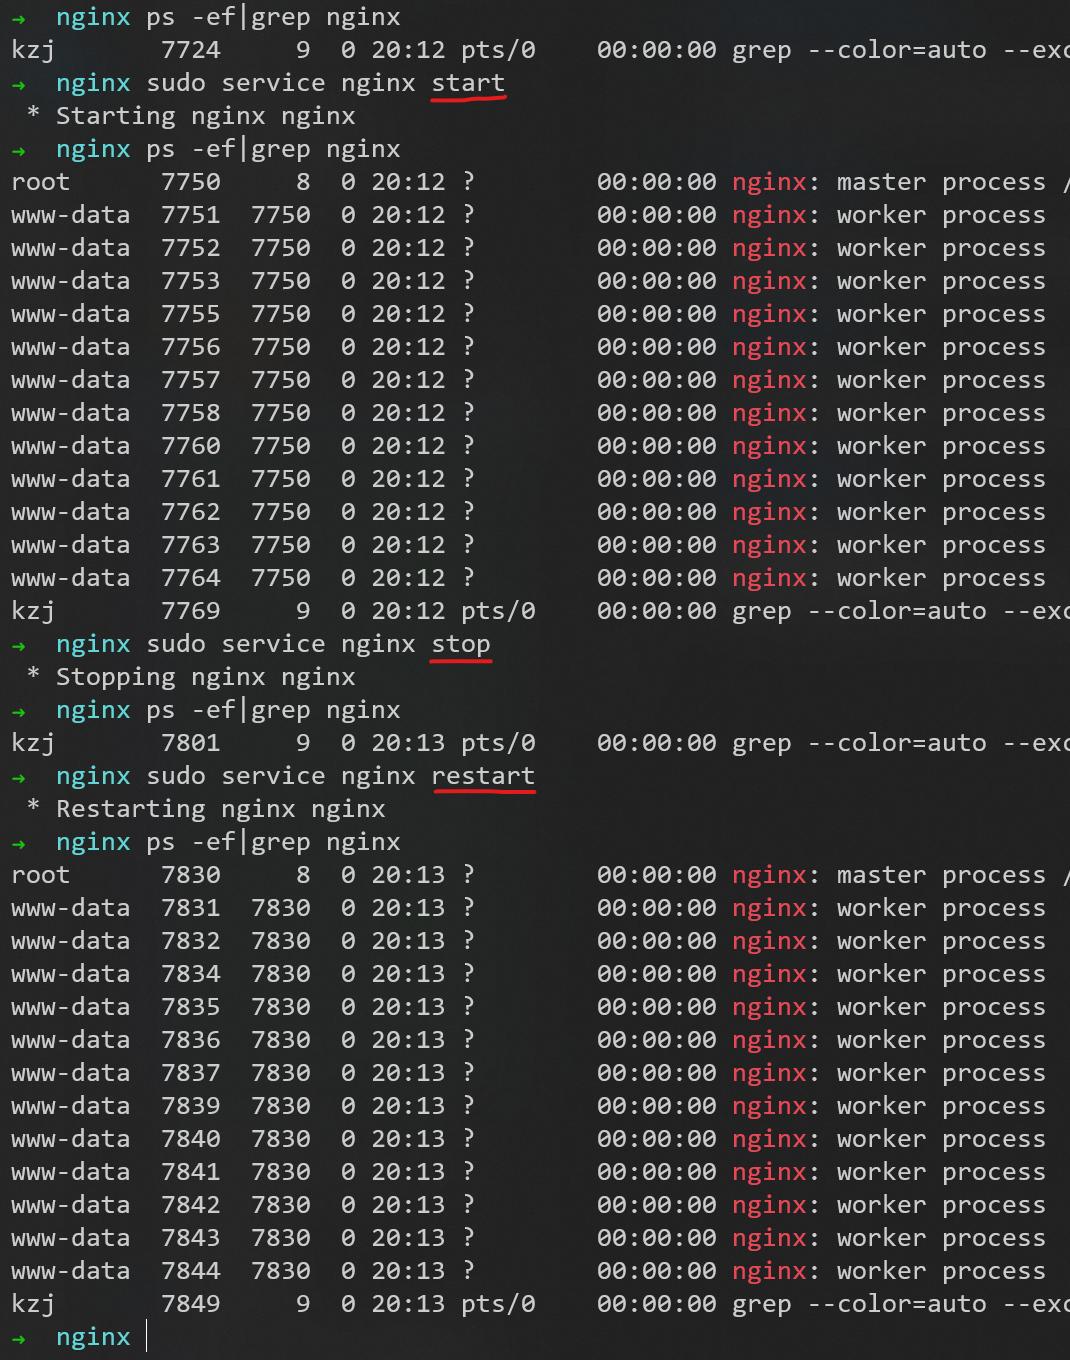 → nginx ps -ef|grep nginx
kzj 7724 9 0 20:12 pts/0 00:00:00 grep --color=auto --exc
→ nginx sudo service nginx start
* Starting nginx nginx
→ nginx ps -ef|grep nginx
root 7750 8 0 20:12 ? 00:00:00 nginx: master process /
www-data 7751 7750 0 20:12 ? 00:00:00 nginx: worker process
www-data 7752 7750 0 20:12 ? 00:00:00 nginx: worker process
www-data 7753 7750 0 20:12 ? 00:00:00 nginx: worker process
www-data 7755 7750 0 20:12 ? 00:00:00 nginx: worker process
www-data 7756 7750 0 20:12 ? 00:00:00 nginx: worker process
www-data 7757 7750 0 20:12 ? 00:00:00 nginx: worker process
www-data 7758 7750 0 20:12 ? 00:00:00 nginx: worker process
www-data 7760 7750 0 20:12 ? 00:00:00 nginx: worker process
www-data 7761 7750 0 20:12 ? 00:00:00 nginx: worker process
www-data 7762 7750 0 20:12 ? 00:00:00 nginx: worker process
www-data 7763 7750 0 20:12 ? 00:00:00 nginx: worker process
www-data 7764 7750 0 20:12 ? 00:00:00 nginx: worker process
kzj 7769 9 0 20:12 pts/0 00:00:00 grep --color=auto --exc
→ nginx sudo service nginx stop
* Stopping nginx nginx
→ nginx ps -ef|grep nginx
kzj 7801 9 0 20:13 pts/0 00:00:00 grep --color=auto --exc
→ nginx sudo service nginx restart
* Restarting nginx nginx
→ nginx ps -ef|grep nginx
root 7830 8 0 20:13 ? 00:00:00 nginx: master process /
www-data 7831 7830 0 20:13 ? 00:00:00 nginx: worker process
www-data 7832 7830 0 20:13 ? 00:00:00 nginx: worker process
www-data 7834 7830 0 20:13 ? 00:00:00 nginx: worker process
www-data 7835 7830 0 20:13 ? 00:00:00 nginx: worker process
www-data 7836 7830 0 20:13 ? 00:00:00 nginx: worker process
www-data 7837 7830 0 20:13 ? 00:00:00 nginx: worker process
www-data 7839 7830 0 20:13 ? 00:00:00 nginx: worker process
www-data 7840 7830 0 20:13 ? 00:00:00 nginx: worker process
www-data 7841 7830 0 20:13 ? 00:00:00 nginx: worker process
www-data 7842 7830 0 20:13 ? 00:00:00 nginx: worker process
www-data 7843 7830 0 20:13 ? 00:00:00 nginx: worker process
www-data 7844 7830 0 20:13 ? 00:00:00 nginx: worker process
kzj 7849 9 0 20:13 pts/0 00:00:00 grep --color=auto --exc
→ nginx